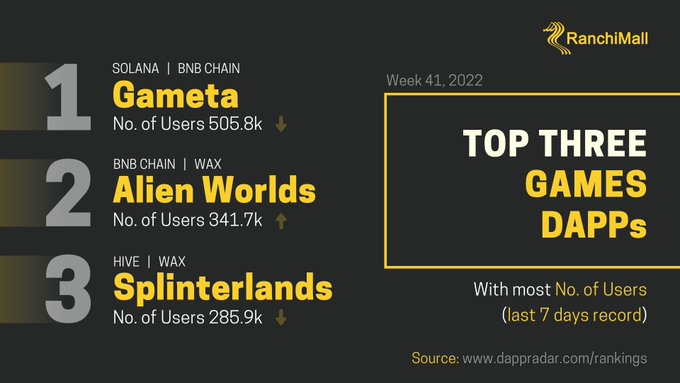 RanchiMall
Week 41, 2022
TOP THREE
GAMES
DAPPs
With most No. of Users
(last 7 days record)
1
SOLANA | BNB CHAIN
Gameta
No. of Users 505.8k
2
BNB CHAIN | WAX
Alien Worlds
No. of Users 341.7k
3
HIVE | WAX
Splinterlands
No. of Users 285.9k
Source: www.dappradar.com/rankings